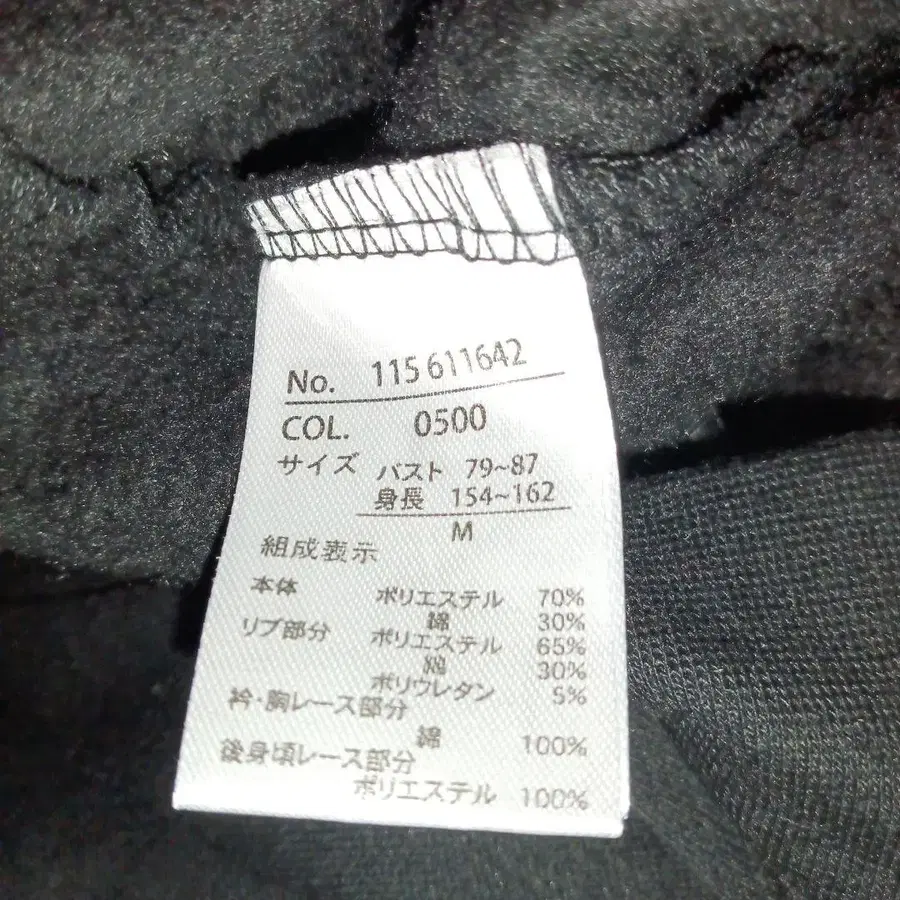 No. 115 611642
COL. 0500
サイズ バスト 79~87
身長 154~162
M
組成表示
本体 ポリエステル 70%
綿 30%
リブ部分 ポリエステル 65%
綿 30%
ポリウレタン 5%
衿・胸レース部分
綿 100%
後身頃レース部分
ポリエステル 100%